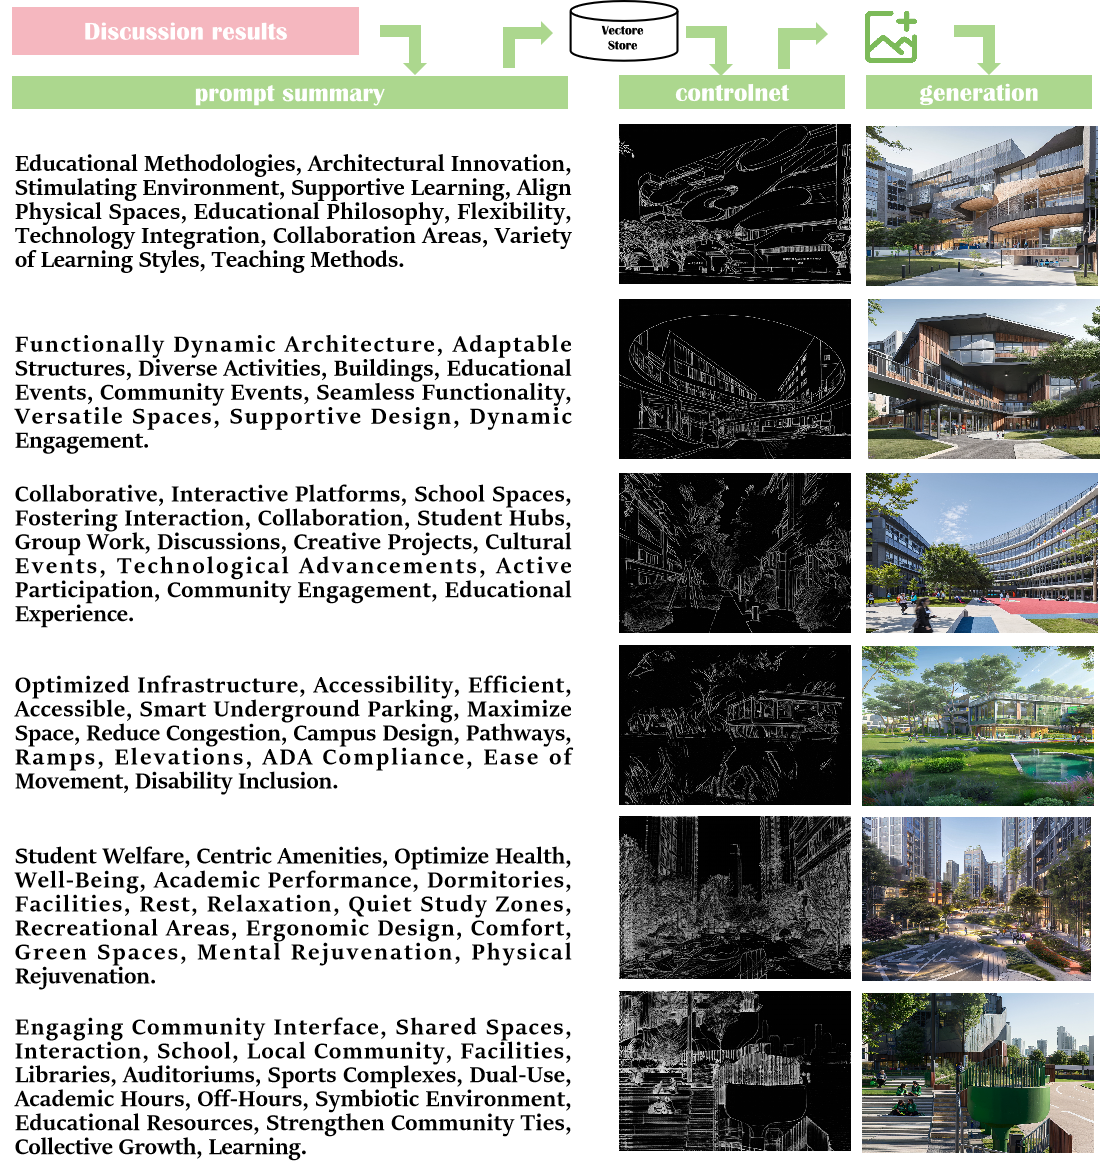 Discussion results
Vectore
Store
prompt summary
controlnet
generation
Educational Methodologies, Architectural Innovation,
Stimulating Environment, Supportive Learning, Align
Physical Spaces, Educational Philosophy, Flexibility,
Technology Integration, Collaboration Areas, Variety
of Learning Styles, Teaching Methods.
Functionally Dynamic Architecture, Adaptable
Structures, Diverse Activities, Buildings, Educational
Events, Community Events, Seamless Functionality,
Versatile Spaces, Supportive Design, Dynamic
Engagement.
Collaborative, Interactive Platforms, School Spaces,
Fostering Interaction, Collaboration, Student Hubs,
Group Work, Discussions, Creative Projects, Cultural
Events, Technological Advancements, Active
Participation, Community Engagement, Educational
Experience.
Optimized Infrastructure, Accessibility, Efficient,
Accessible, Smart Underground Parking, Maximize
Space, Reduce Congestion, Campus Design, Pathways,
Ramps, Elevations, ADA Compliance, Ease of
Movement, Disability Inclusion.
Student Welfare, Centric Amenities, Optimize Health,
Well-Being, Academic Performance, Dormitories,
Facilities, Rest, Relaxation, Quiet Study Zones,
Recreational Areas, Ergonomic Design, Comfort,
Green Spaces, Mental Rejuvenation, Physical
Rejuvenation.
Engaging Community Interface, Shared Spaces,
Interaction, School, Local Community, Facilities,
Libraries, Auditoriums, Sports Complexes, Dual-Use,
Academic Hours, Off-Hours, Symbiotic Environment,
Educational Resources, Strengthen Community Ties,
Collective Growth, Learning.